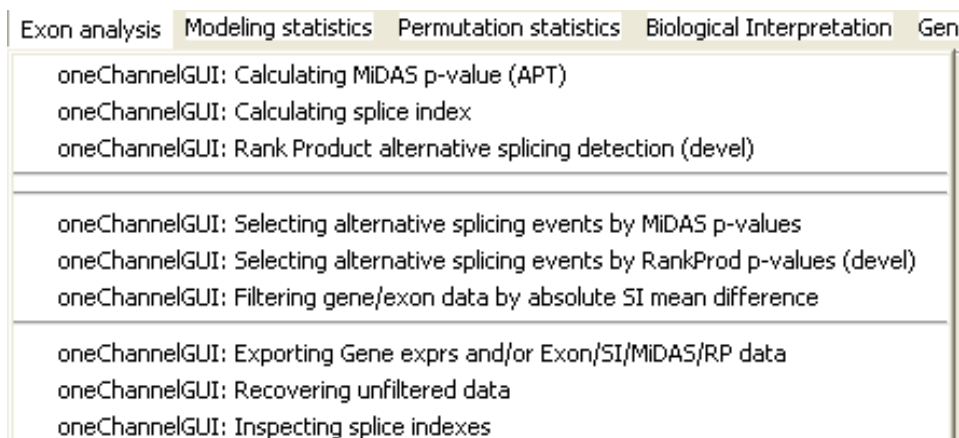 Exon analysis Modeling statistics Permutation statistics Biological Interpretation Gen
oneChannelGUI: Calculating MiDAS p-value (APT)
oneChannelGUI: Calculating splice index
oneChannelGUI: Rank Product alternative splicing detection (devel)
oneChannelGUI: Selecting alternative splicing events by MiDAS p-values
oneChannelGUI: Selecting alternative splicing events by RankProd p-values (devel)
oneChannelGUI: Filtering gene/exon data by absolute SI mean difference
oneChannelGUI: Exporting Gene exprs and/or Exon/SI/MiDAS/RP data
oneChannelGUI: Recovering unfiltered data
oneChannelGUI: Inspecting splice indexes